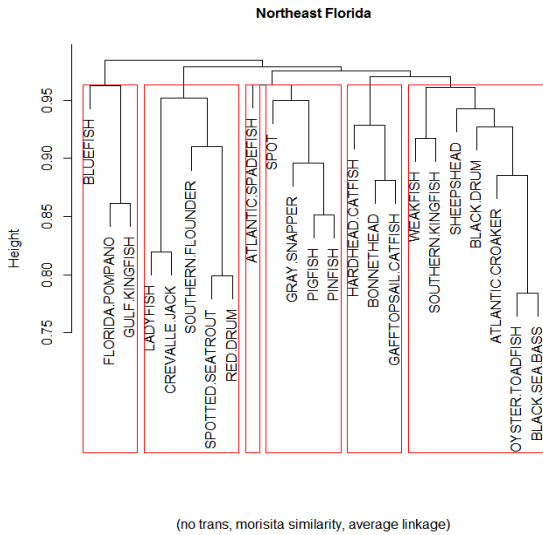 Northeast Florida
Height
0.95
0.90
0.85
0.80
0.75
BLUEFISH
FLORIDA.POMPANO
GULF.KINGFISH
LADYFISH
CREVALLE.JACK
SOUTHERN.FLOUNDER
SPOTTED.SEATROUT
RED.DRUM
ATLANTIC.SPADEFISH
SPOT
GRAY.SNAPPER
PIGFISH
PINFISH
HARDHEAD.CATFISH
BONNETHEAD
GAFFTOPSAIL.CATFISH
WEAKFISH
SOUTHERN.KINGFISH
SHEEPSHEAD
BLACK.DRUM
ATLANTIC.CROAKER
OYSTER.TOADFISH
BLACK.SEA.BASS
(no trans, morisita similarity, average linkage)